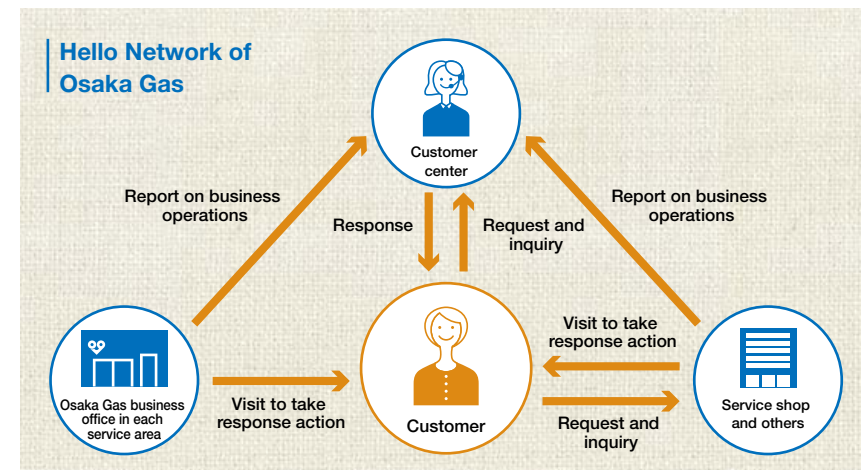 Hello Network of
Osaka Gas
Customer
center
Report on business
operations
Report on business
operations
Response
Request and
inquiry
Visit to take
response action
Osaka Gas business
office in each
service area
Visit to take
response action
Customer
Request and
inquiry
Service shop
and others